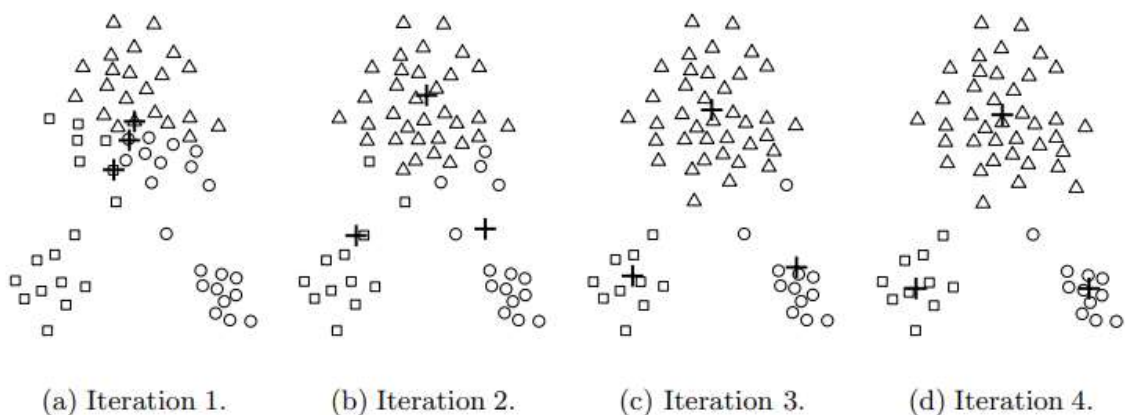 (a) Iteration 1.
(b) Iteration 2.
(c) Iteration 3.
(d) Iteration 4.